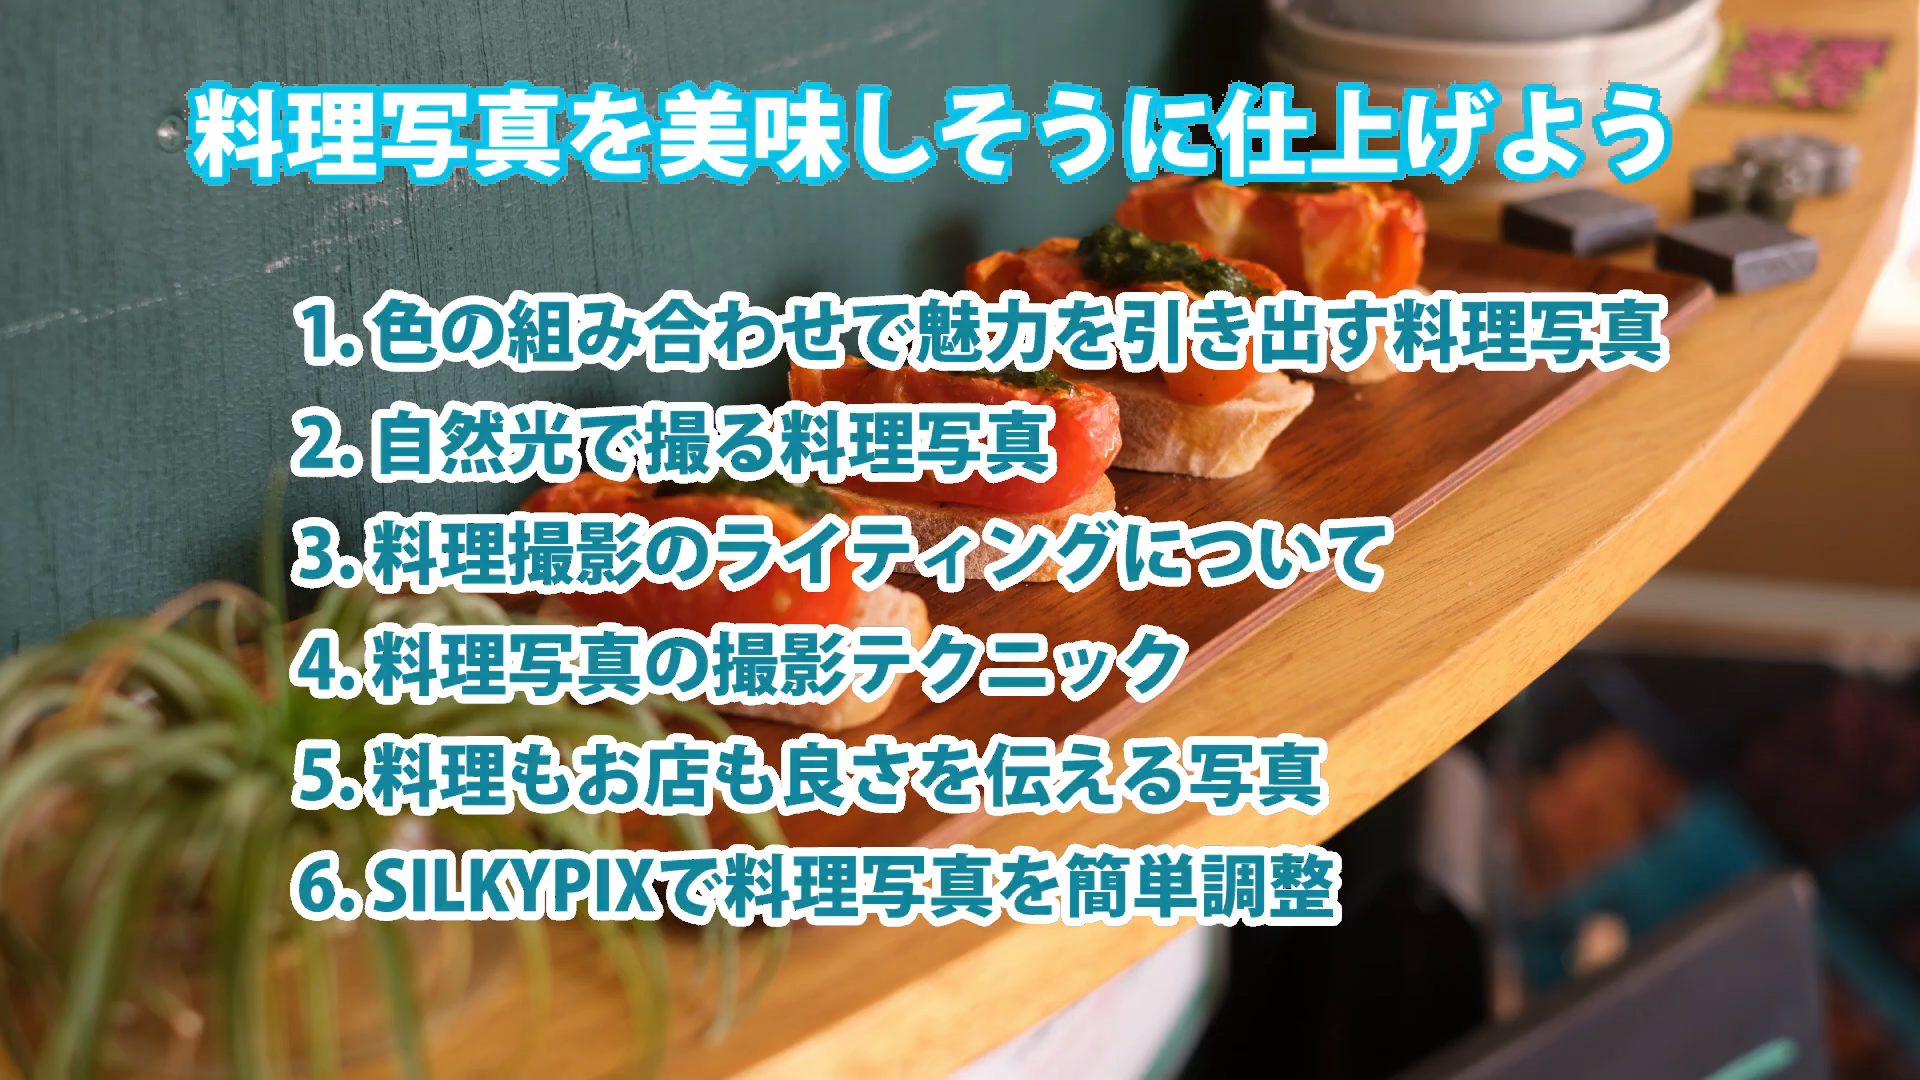 料理写真を美味しそうに仕上げよう
1. 色の組み合わせで魅力を引き出す料理写真
2. 自然光で撮る料理写真
3. 料理撮影のライティングについて
4. 料理写真の撮影テクニック
5. 料理もお店も良さを伝える写真
6. SILKYPIXで料理写真を簡単調整